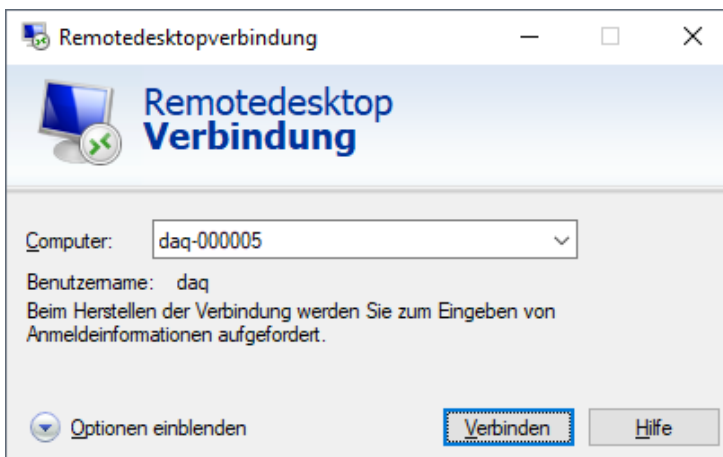 Remotedesktopverbindung
Remotedesktop
Verbindung
Computer: daq-000005
Benutzername: daq
Beim Herstellen der Verbindung werden Sie zum Eingeben von
Anmeldeinformationen aufgefordert.
Optionen einblenden Verbinden Hilfe